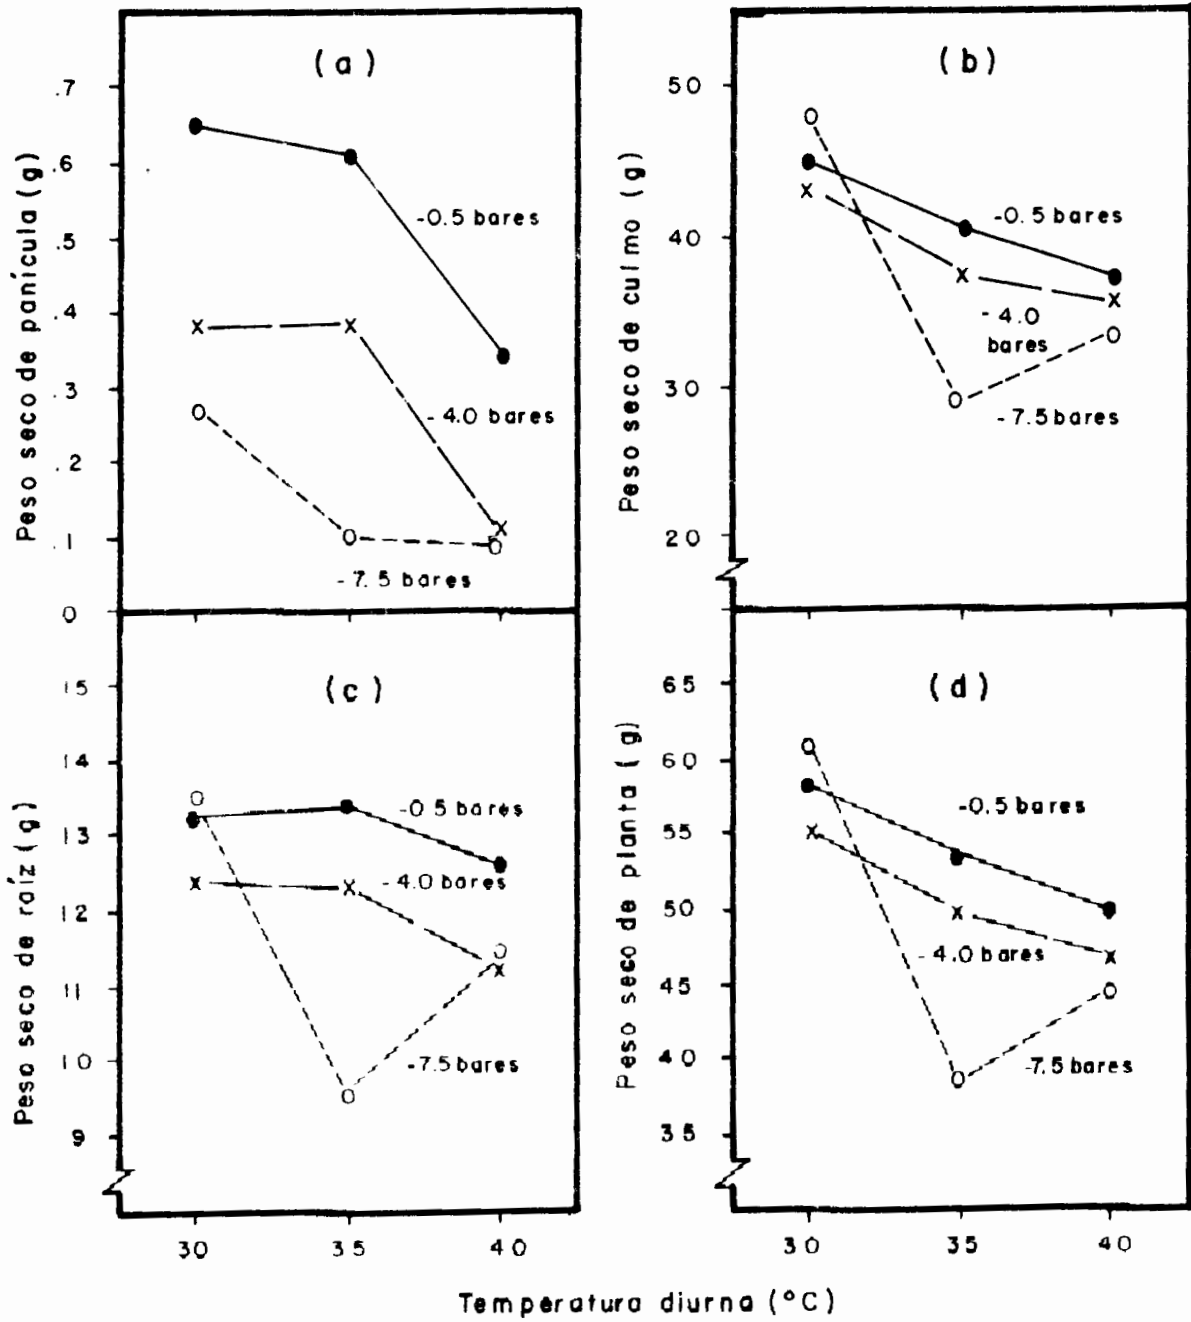 (a)
Peso seco de panícula (g)
.7
.6
.5
.4
.3
.2
.1
0
-0.5 bares
-4.0 bares
-7.5 bares
(b)
Peso seco de culmo (g)
50
40
30
20
-0.5 bares
-4.0
bares
-7.5 bares
(c)
Peso seco de raíz (g)
15
14
13
12
11
10
9
-0.5 bares
-4.0 bares
-7.5 bares
30
35
40
(d)
Peso seco de planta (g)
65
60
55
50
45
40
35
-0.5 bares
-4.0 bares
-7.5 bares
30
35
40
Temperatura diurna (°C)